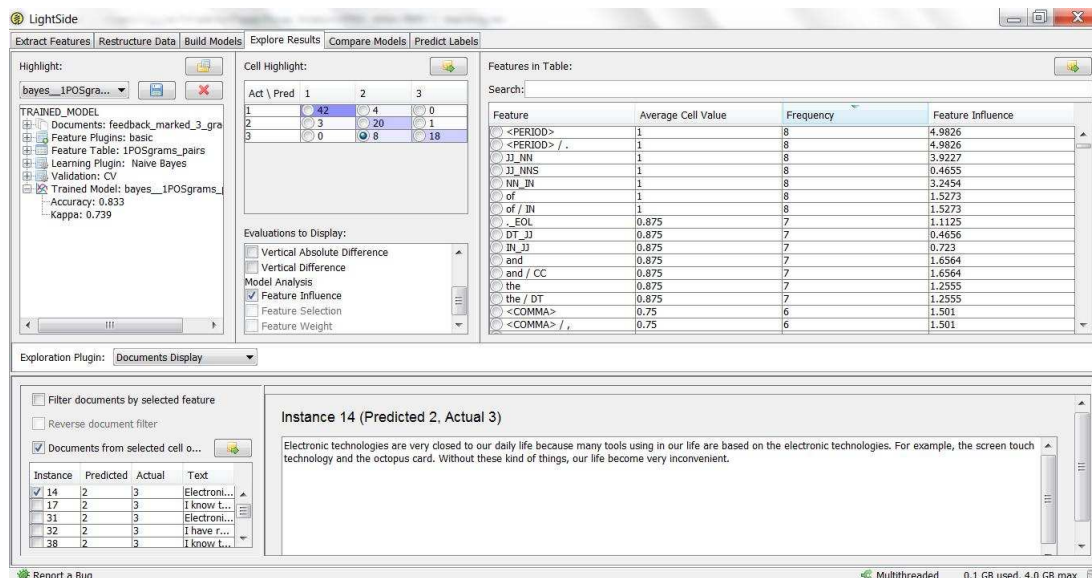 LightSide
Extract Features Restructure Data Build Models Explore Results Compare Models Predict Labels
Highlight:
bayes__1POSgra...
TRAINED_MODEL
Documents: feedback_marked_3_gra
Feature Plugins: basic
Feature Table: 1POSgrams_pairs
Learning Plugin: Naive Bayes
Validation: CV
Trained Model: bayes__1POSgrams_
Accuracy: 0.833
Kappa: 0.739
Cell Highlight:
Act \ Pred 1 2 3
1 42 4 0
2 3 20 1
3 0 8 18
Evaluations to Display:
Vertical Absolute Difference
Vertical Difference
Model Analysis
Feature Influence
Feature Selection
Feature Weight
Features in Table:
Search:
Feature Average Cell Value Frequency Feature Influence
<PERIOD> 1 8 4.9826
<PERIOD> / . 1 8 4.9826
JJ_NN 1 8 3.9227
JJ_NNS 1 8 0.4655
NN_IN 1 8 3.2454
of 1 8 1.5273
of / IN 1 8 1.5273
._EOL 0.875 7 1.1125
DT_JJ 0.875 7 0.4656
IN_JJ 0.875 7 0.723
and 0.875 7 1.6564
and / CC 0.875 7 1.6564
the 0.875 7 1.2555
the / DT 0.875 7 1.2555
<COMMA> 0.75 6 1.501
<COMMA> / , 0.75 6 1.501
Exploration Plugin: Documents Display
Filter documents by selected feature
Reverse document filter
Documents from selected cell o...
Instance Predicted Actual Text
14 2 3 Electroni...
17 2 3 I know t...
31 2 3 Electroni...
32 2 3 I have r...
38 2 3 I know t...
Instance 14 (Predicted 2, Actual 3)
Electronic technologies are very closed to our daily life because many tools using in our life are based on the electronic technologies. For example, the screen touch
technology and the octopus card. Without these kind of things, our life become very inconvenient.
Report a Bug
Multithreaded 0.1 GB used, 4.0 GB max